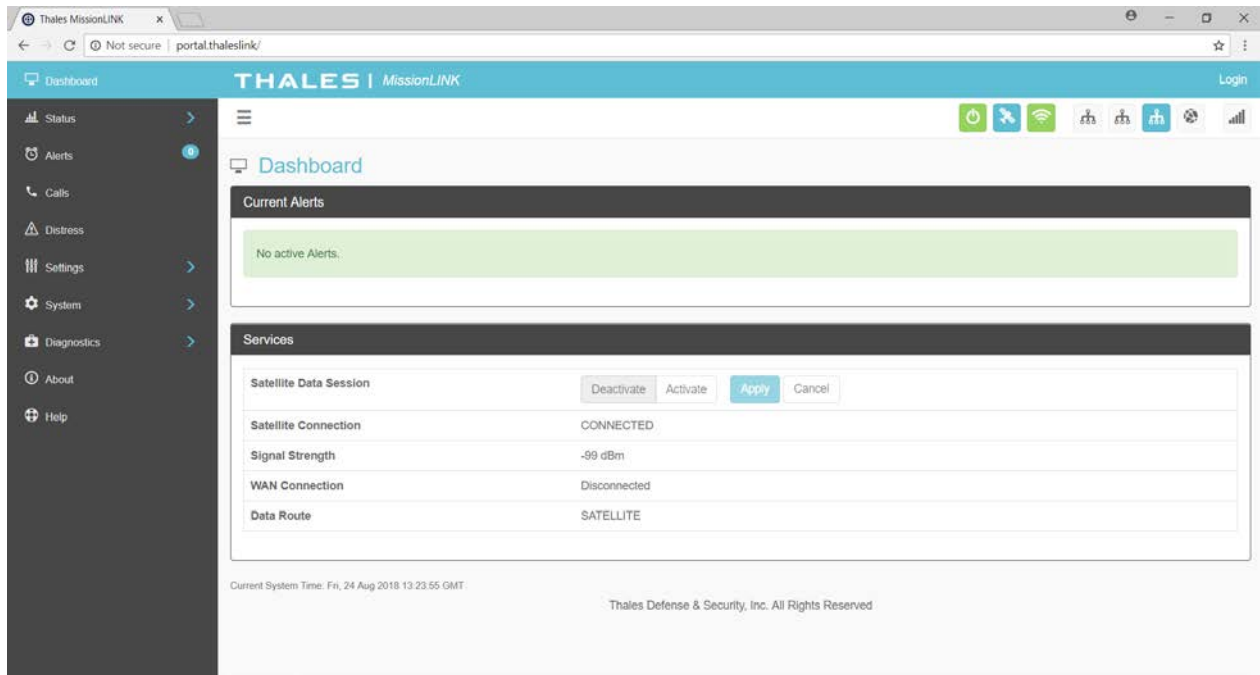 Thales MissionLINK
Not secure | portal.thaleslink/
Dashboard
THALES | MissionLINK
Login
Status
Alerts
0
Calls
Distress
Settings
System
Diagnostics
About
Help
Dashboard
Current Alerts
No active Alerts.
Services
Satellite Data Session
Deactivate Activate Apply Cancel
Satellite Connection CONNECTED
Signal Strength -99 dBm
WAN Connection Disconnected
Data Route SATELLITE
Current System Time: Fri, 24 Aug 2018 13:23:55 GMT
Thales Defense & Security, Inc. All Rights Reserved